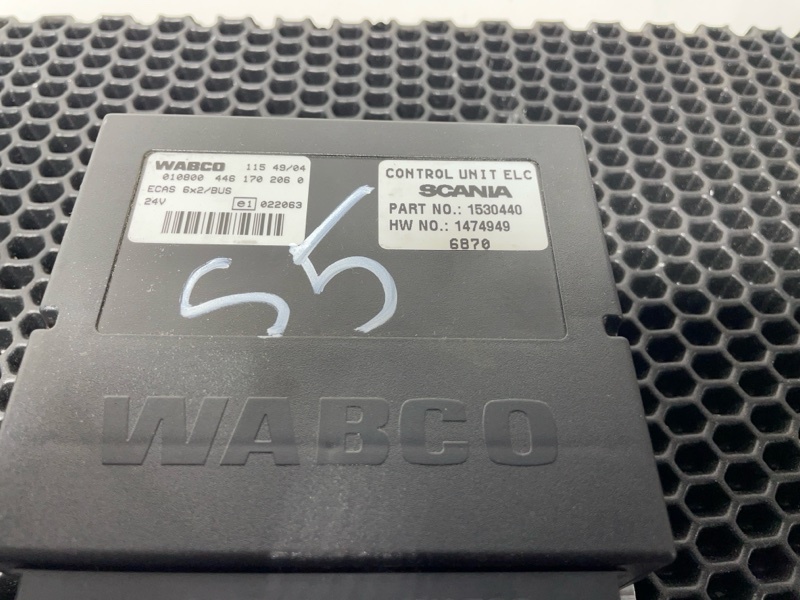 WABCO 115 49/04
010800 446 170 206 0
ECAS 6x2/BUS
24V e1 022063
CONTROL UNIT ELC
SCANIA
PART NO.: 1530440
HW NO.: 1474949
6870
S5
WABCO